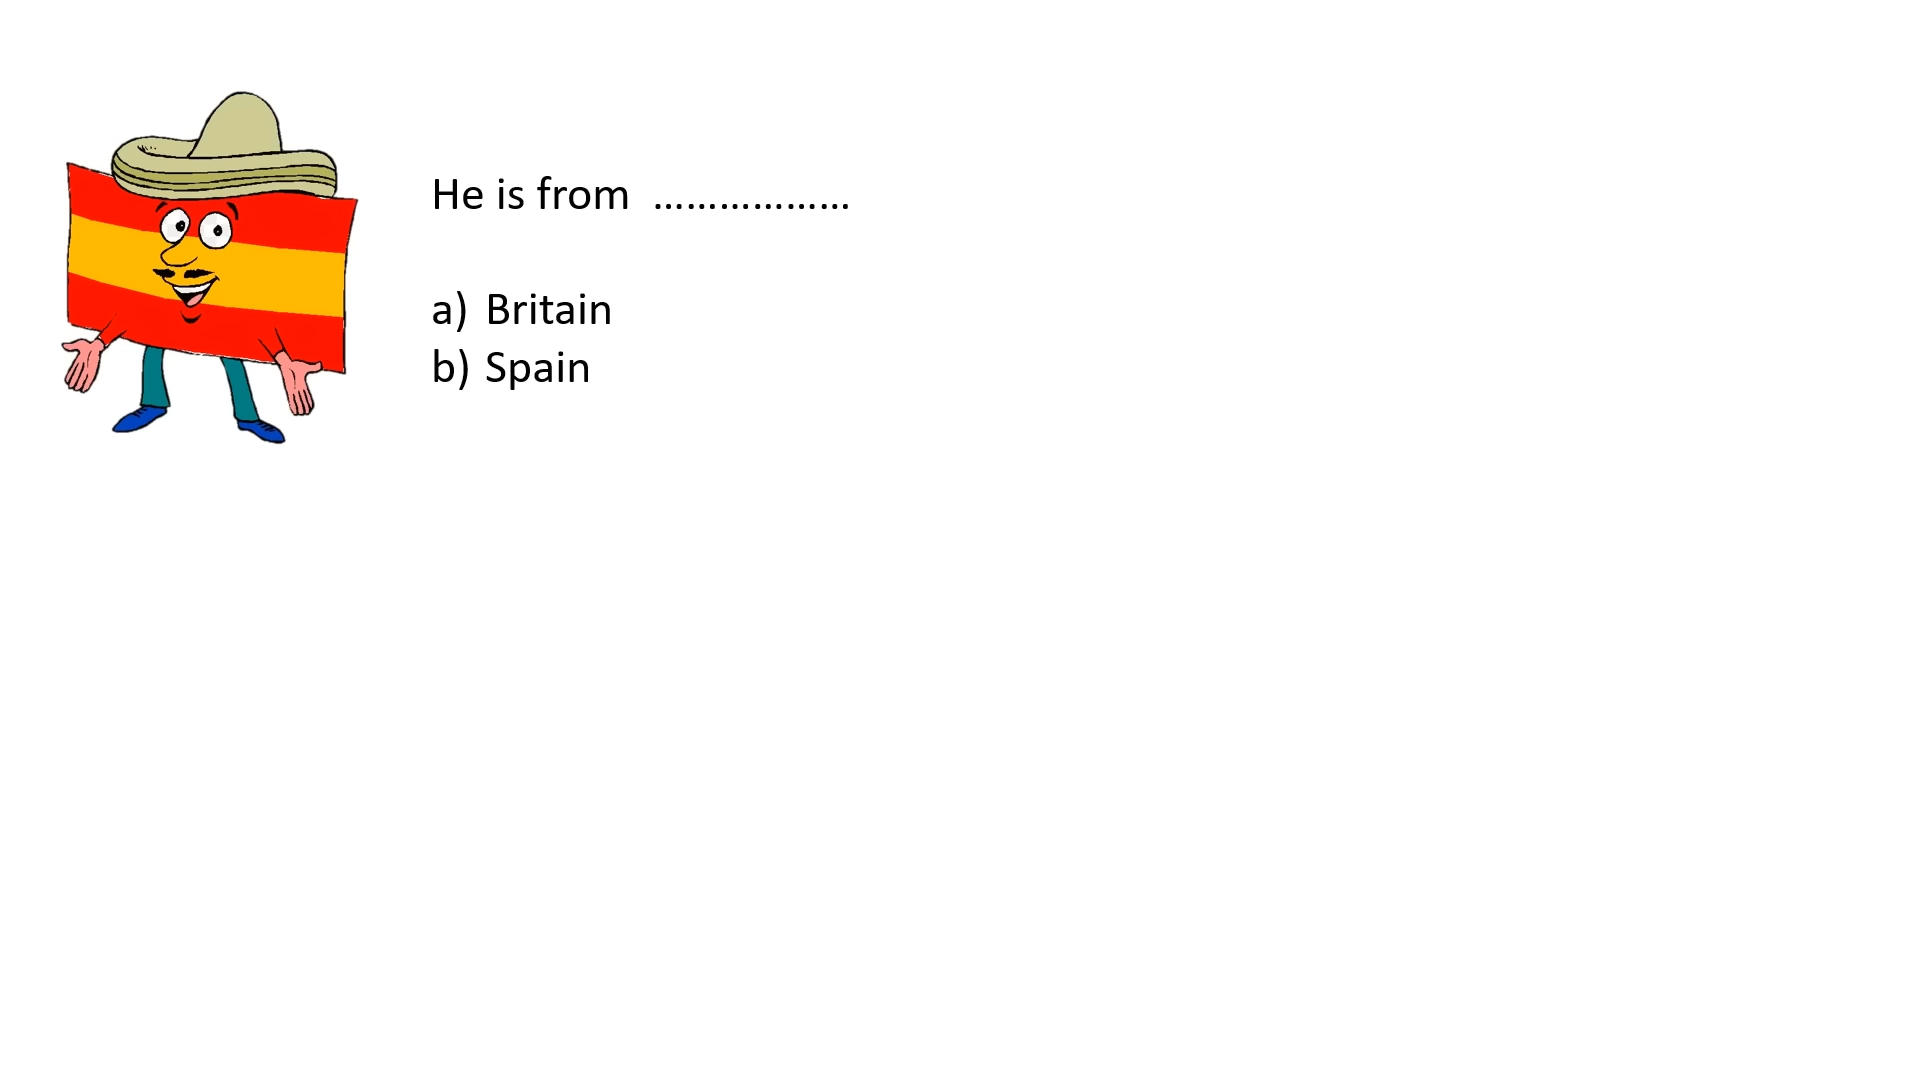 He is from ………………
a) Britain
b) Spain